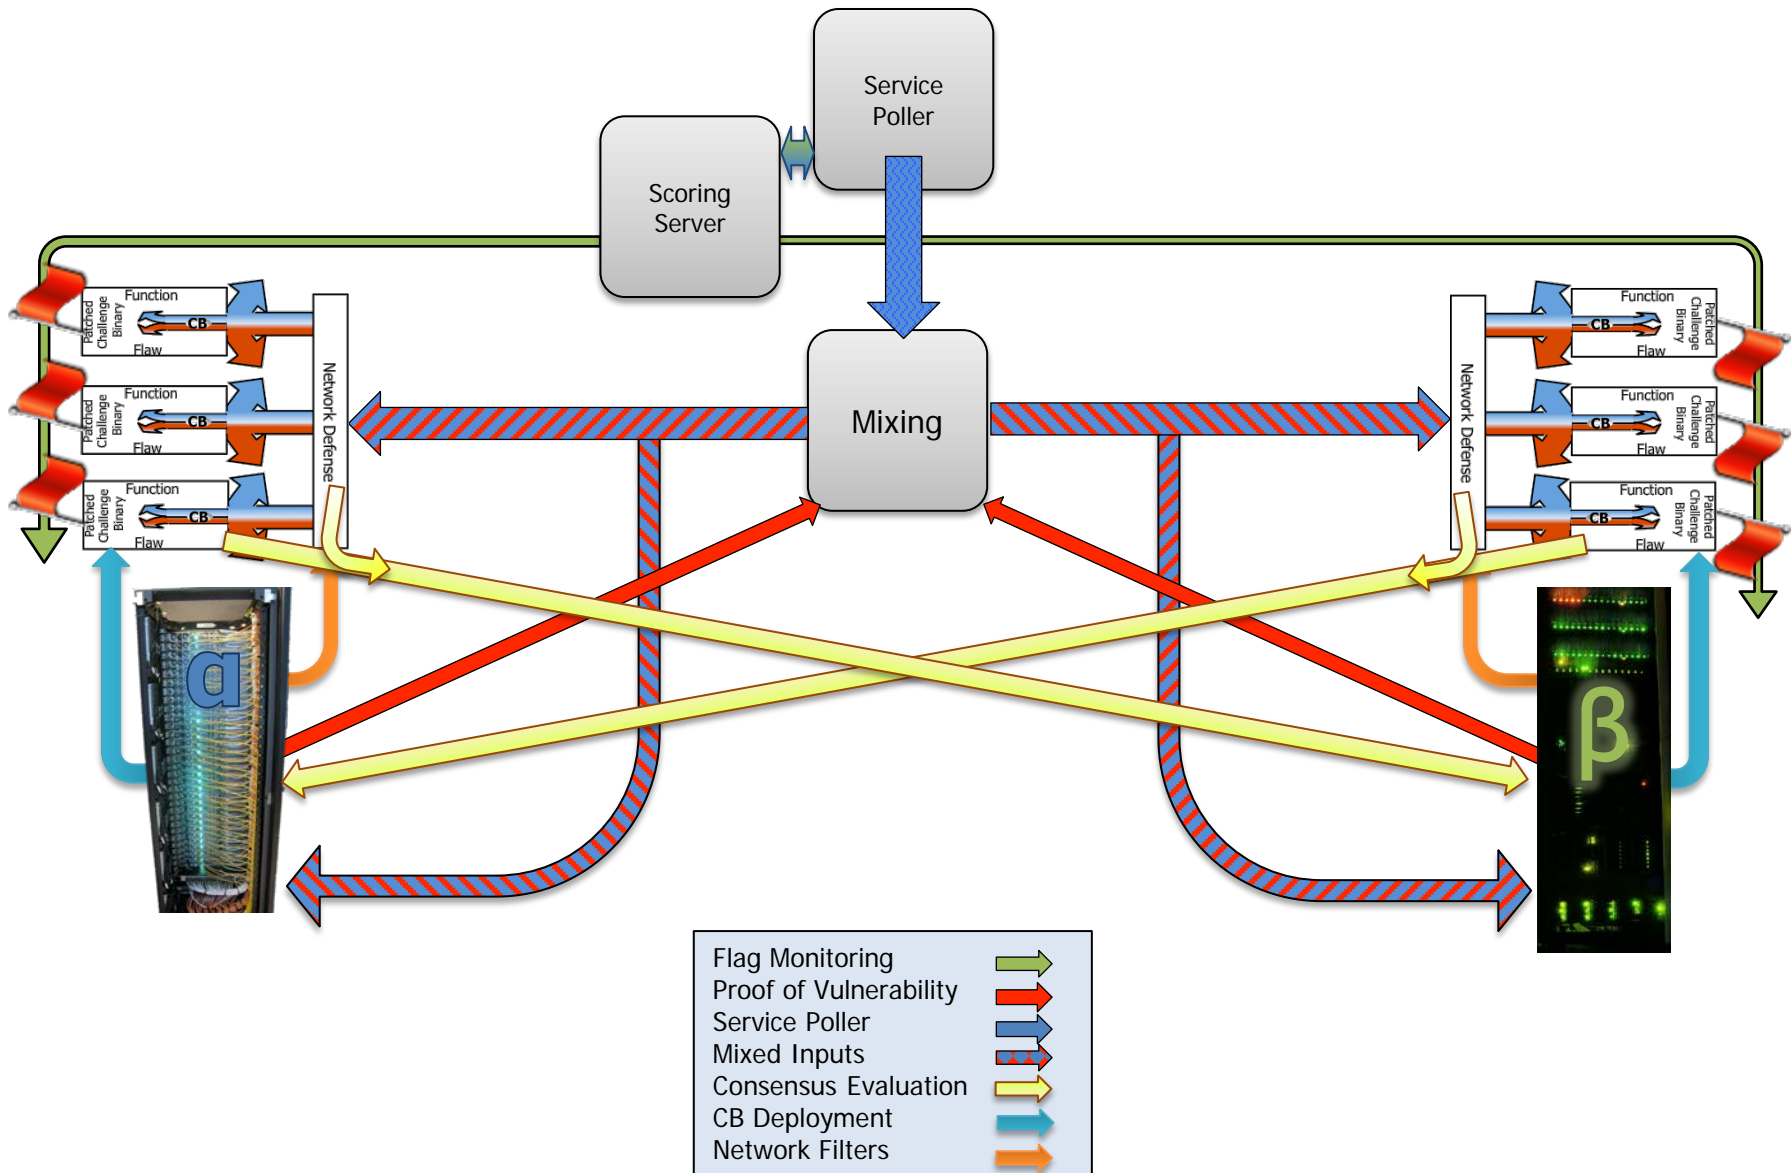 Service
Poller
Scoring
Server
Function
Patched
Challenge
Binary
CB
Flaw
Function
Patched
Challenge
Binary
CB
Flaw
Function
Patched
Challenge
Binary
CB
Flaw
Network Defense
Mixing
Network Defense
Function
Patched
Challenge
Binary
CB
Flaw
Function
Patched
Challenge
Binary
CB
Flaw
Function
Patched
Challenge
Binary
CB
Flaw
α
β
Flag Monitoring
Proof of Vulnerability
Service Poller
Mixed Inputs
Consensus Evaluation
CB Deployment
Network Filters